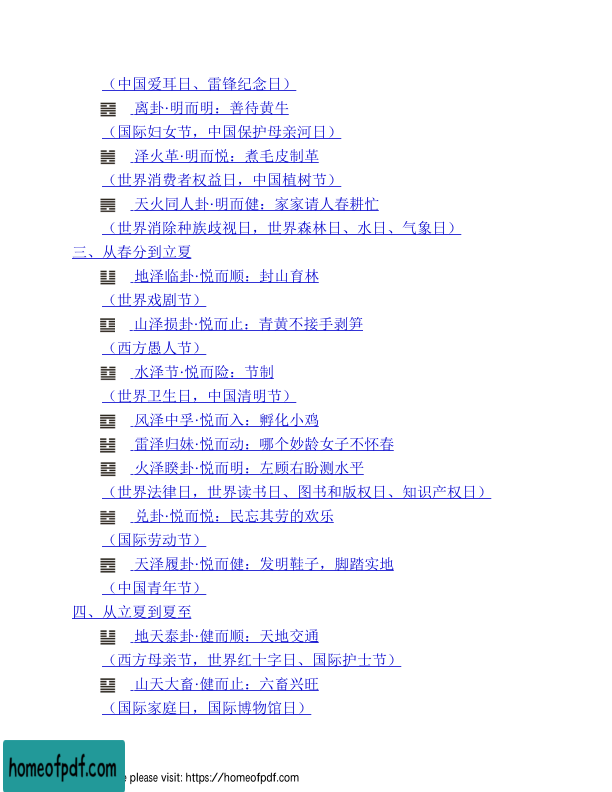 (中国爱耳日、雷锋纪念日)
䷝ 离卦·明而明：善待黄牛
(国际妇女节，中国保护母亲河日)
䷰ 泽火革·明而悦：煮毛皮制革
(世界消费者权益日，中国植树节)
䷌ 天火同人卦·明而健：家家请人春耕忙
(世界消除种族歧视日，世界森林日、水日、气象日)
三、从春分到立夏
䷒ 地泽临卦·悦而顺：封山育林
(世界戏剧节)
䷨ 山泽损卦·悦而止：青黄不接手剥笋
(西方愚人节)
䷻ 水泽节·悦而险：节制
(世界卫生日，中国清明节)
䷼ 风泽中孚·悦而入：孵化小鸡
䷵ 雷泽归妹·悦而动：哪个妙龄女子不怀春
䷥ 火泽睽卦·悦而明：左顾右盼测水平
(世界法律日，世界读书日、图书和版权日、知识产权日)
䷹ 兑卦·悦而悦：民忘其劳的欢乐
(国际劳动节)
䷉ 天泽履卦·悦而健：发明鞋子，脚踏实地
(中国青年节)
四、从立夏到夏至
䷊ 地天泰卦·健而顺：天地交通
(西方母亲节，世界红十字日、国际护士节)
䷙ 山天大畜·健而止：六畜兴旺
(国际家庭日，国际博物馆日)
homeofpdf.com
e please visit: https://homeofpdf.com